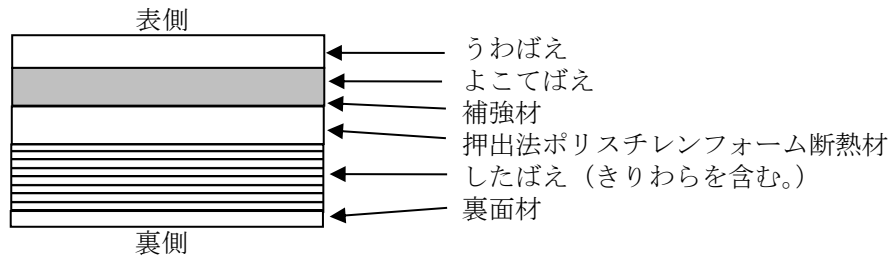 表側
うわばえ
よこてばえ
補強材
押出法ポリスチレンフォーム断熱材
したばえ（きりわらを含む。）
裏面材
裏側